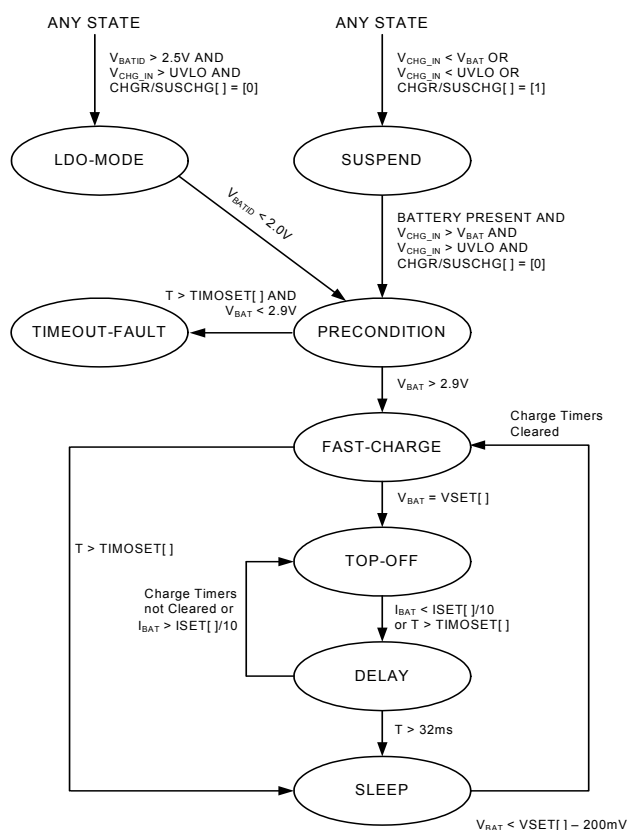 ANY STATE
ANY STATE
VBATID > 2.5V AND
VCHG_IN > UVLO AND
CHGR/SUSCHG[ ] = [0]
VCHG_IN < VBAT OR
VCHG_IN < UVLO OR
CHGR/SUSCHG[ ] = [1]
LDO-MODE
SUSPEND
VBATID < 2.0V
BATTERY PRESENT AND
VCHG_IN > VBAT AND
VCHG_IN > UVLO AND
CHGR/SUSCHG[ ] = [0]
T > TIMOSET[ ] AND
VBAT < 2.9V
TIMEOUT-FAULT
PRECONDITION
VBAT > 2.9V
Charge Timers
Cleared
FAST-CHARGE
VBAT = VSET[ ]
T > TIMOSET[ ]
TOP-OFF
Charge Timers
not Cleared or
IBAT > ISET[ ]/10
IBAT < ISET[ ]/10
or T > TIMOSET[ ]
DELAY
T > 32ms
SLEEP
VBAT < VSET[ ] – 200mV